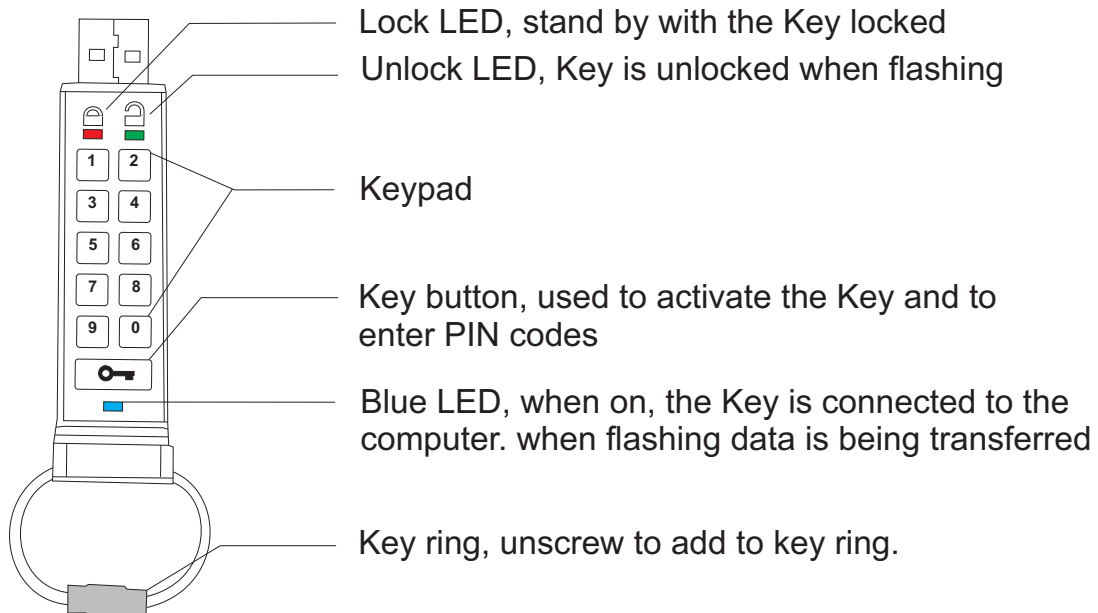 Lock LED, stand by with the Key locked
Unlock LED, Key is unlocked when flashing
1 2
Keypad
3 4
5 6
7 8
Key button, used to activate the Key and to
enter PIN codes
9 0
Blue LED, when on, the Key is connected to the
computer. when flashing data is being transferred
Key ring, unscrew to add to key ring.